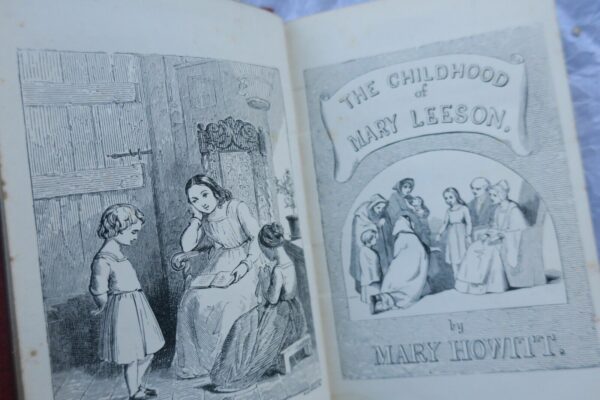 THE CHILDHOOD
of
MARY LEESON.
by
MARY HOWITT.